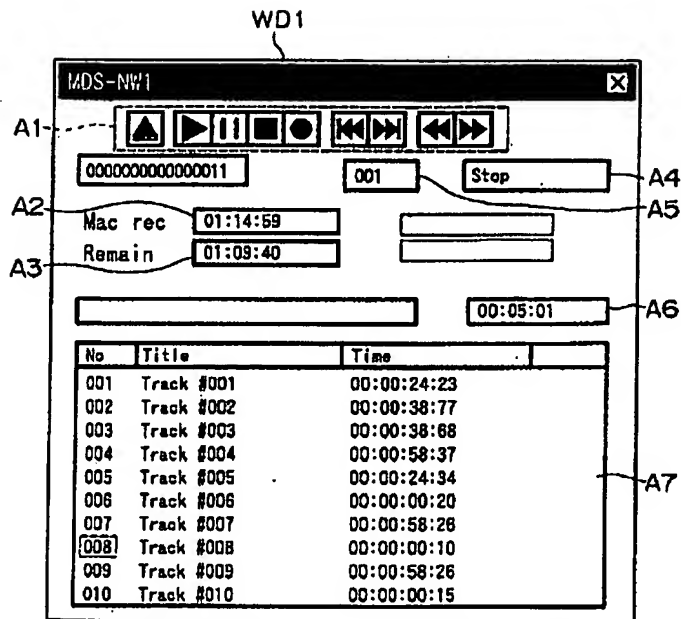 WD1
MDS-NW1
A1
0000000000000011 001 Stop A4
A5
A2 Mac rec 01:14:59
A3 Remain 01:09:40
00:05:01 A6
No Title Time
001 Track #001 00:00:24:23
002 Track #002 00:00:38:77
003 Track #003 00:00:38:68
004 Track #004 00:00:58:37
005 Track #005 00:00:24:34 A7
006 Track #006 00:00:00:20
007 Track #007 00:00:58:26
008 Track #008 00:00:00:10
009 Track #009 00:00:58:26
010 Track #010 00:00:00:15